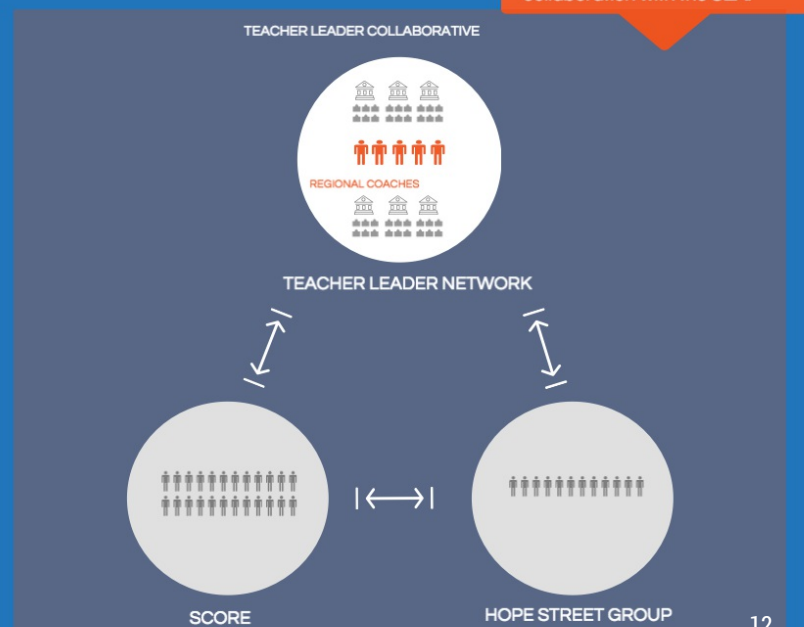 TEACHER LEADER COLLABORATIVE
REGIONAL COACHES
TEACHER LEADER NETWORK
SCORE
HOPE STREET GROUP
12